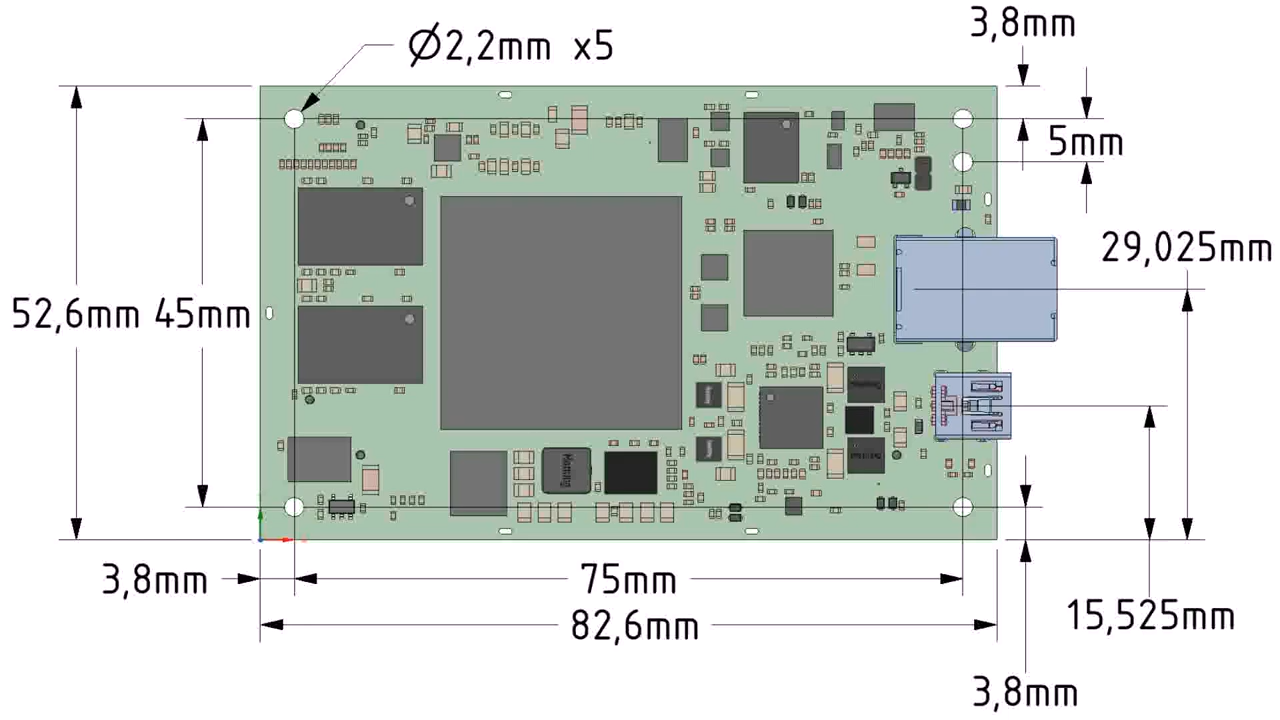 3,8mm
Ø2,2mm x5
5mm
29,025mm
52,6mm 45mm
3,8mm
75mm
15,525mm
82,6mm
3,8mm